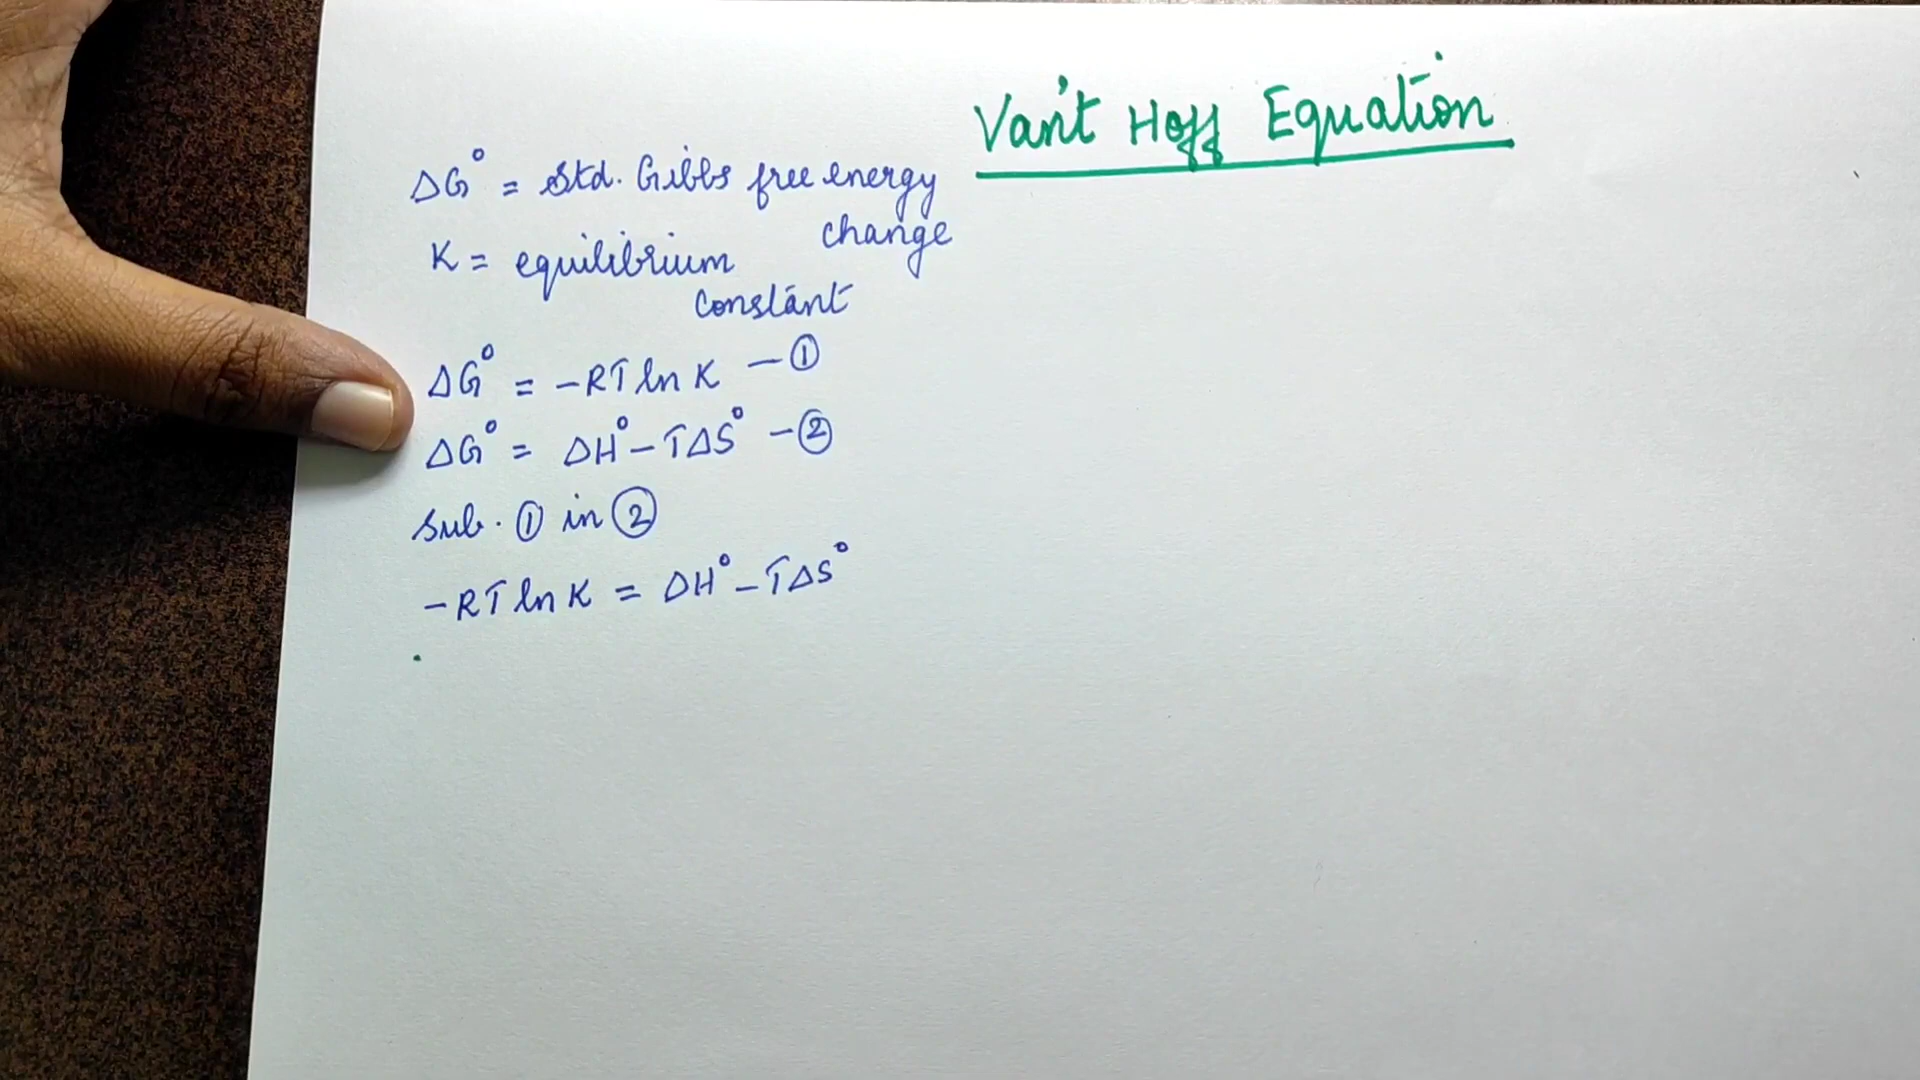 Van't Hoff Equation
ΔG° = Std. Gibbs free energy
change
K = equilibrium
constant
ΔG° = -RT ln K — ①
ΔG° = ΔH° - TΔS° - ②
Sub. ① in ②
-RT ln K = ΔH° - TΔS°